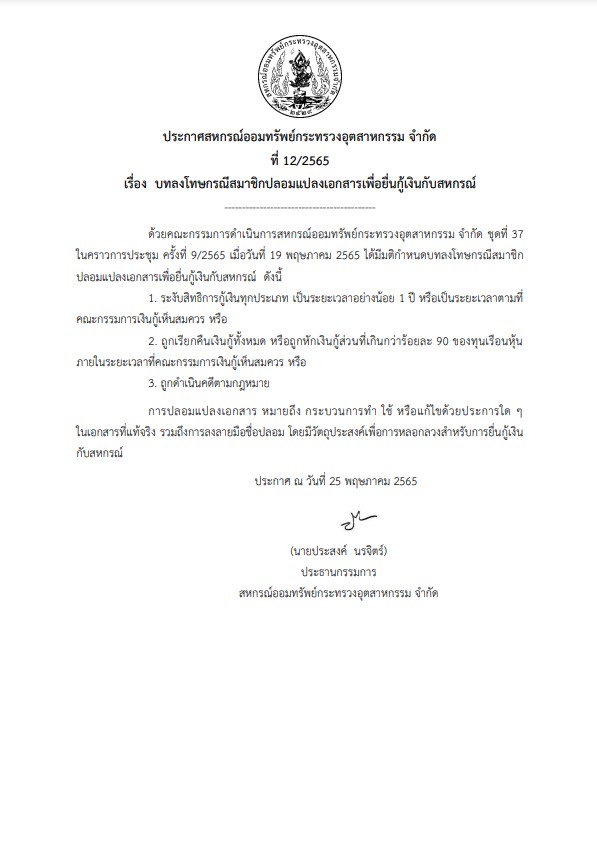 สหกรณ์ออมทรัพย์กระทรวงอุตสาหกรรมจำกัด
๒๕๒๙
ประกาศสหกรณ์ออมทรัพย์กระทรวงอุตสาหกรรม จำกัด
ที่ 12/2565
เรื่อง บทลงโทษกรณีสมาชิกปลอมแปลงเอกสารเพื่อยื่นกู้เงินกับสหกรณ์
-------------------------------------------
ด้วยคณะกรรมการดำเนินการสหกรณ์ออมทรัพย์กระทรวงอุตสาหกรรม จำกัด ชุดที่ 37
ในคราวการประชุม ครั้งที่ 9/2565 เมื่อวันที่ 19 พฤษภาคม 2565 ได้มีมติกำหนดบทลงโทษกรณีสมาชิก
ปลอมแปลงเอกสารเพื่อยื่นกู้เงินกับสหกรณ์ ดังนี้
1. ระงับสิทธิการกู้เงินทุกประเภท เป็นระยะเวลาอย่างน้อย 1 ปี หรือเป็นระยะเวลาตามที่
คณะกรรมการเงินกู้เห็นสมควร หรือ
2. ถูกเรียกคืนเงินกู้ทั้งหมด หรือถูกหักเงินกู้ส่วนที่เกินกว่าร้อยละ 90 ของทุนเรือนหุ้น
ภายในระยะเวลาที่คณะกรรมการเงินกู้เห็นสมควร หรือ
3. ถูกดำเนินคดีตามกฎหมาย
การปลอมแปลงเอกสาร หมายถึง กระบวนการทำ ใช้ หรือแก้ไขด้วยประการใด ๆ
ในเอกสารที่แท้จริง รวมถึงการลงลายมือชื่อปลอม โดยมีวัตถุประสงค์เพื่อการหลอกลวงสำหรับการยื่นกู้เงิน
กับสหกรณ์
ประกาศ ณ วันที่ 25 พฤษภาคม 2565
(นายประสงค์ นรจิตร์)
ประธานกรรมการ
สหกรณ์ออมทรัพย์กระทรวงอุตสาหกรรม จำกัด